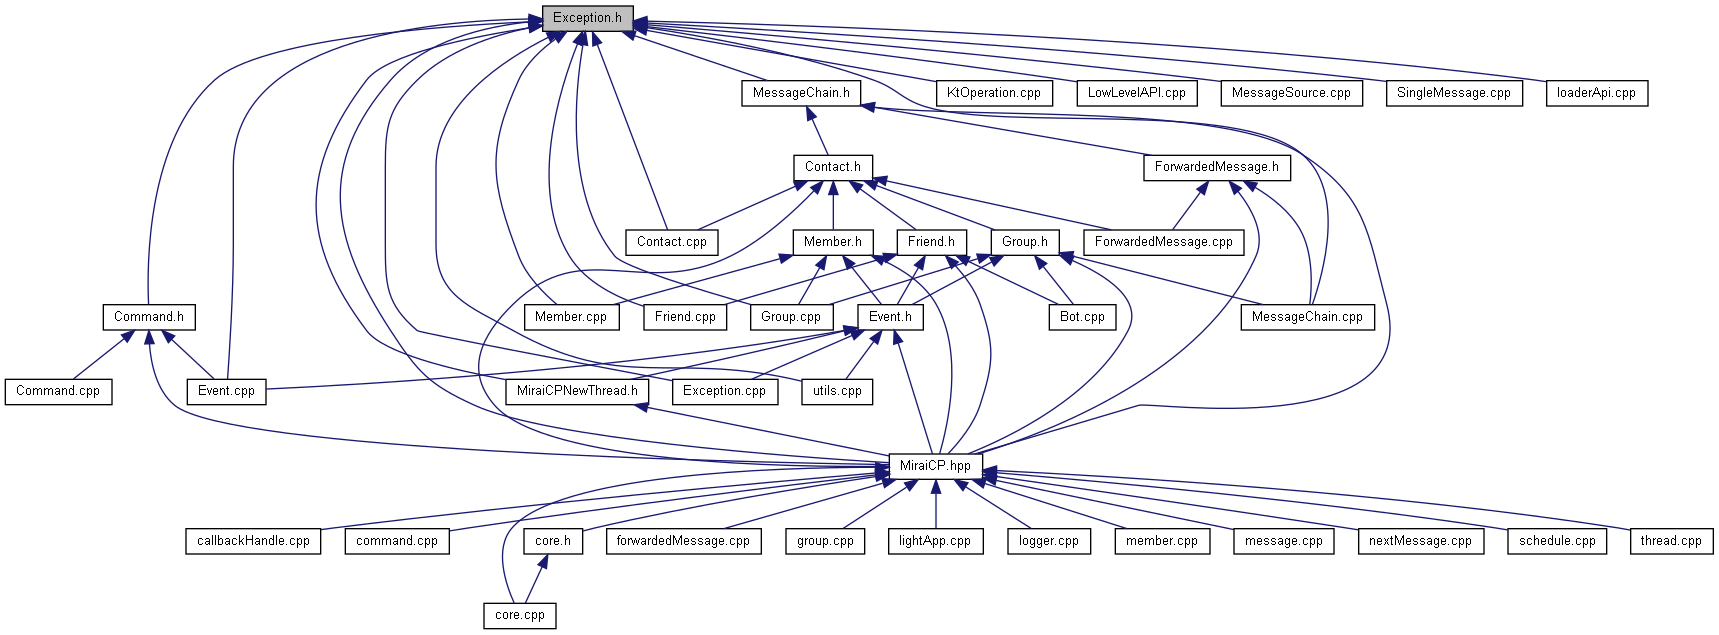 Exception.h
MessageChain.h
KtOperation.cpp
LowLevelAPI.cpp
MessageSource.cpp
SingleMessage.cpp
loaderApi.cpp
Contact.h
ForwardedMessage.h
Contact.cpp
Member.h
Friend.h
Group.h
ForwardedMessage.cpp
Command.h
Member.cpp
Friend.cpp
Group.cpp
Event.h
Bot.cpp
MessageChain.cpp
Command.cpp
Event.cpp
MiraiCPNewThread.h
Exception.cpp
utils.cpp
MiraiCP.hpp
callbackHandle.cpp
command.cpp
core.h
forwardedMessage.cpp
group.cpp
lightApp.cpp
logger.cpp
member.cpp
message.cpp
nextMessage.cpp
schedule.cpp
thread.cpp
core.cpp